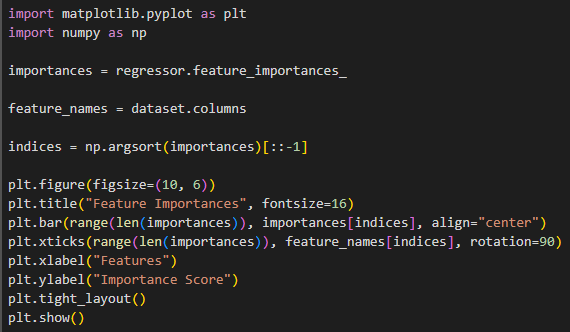 import matplotlib.pyplot as plt
import numpy as np
importances = regressor.feature_importances_
feature_names = dataset.columns
indices = np.argsort(importances)[::-1]
plt.figure(figsize=(10, 6))
plt.title("Feature Importances", fontsize=16)
plt.bar(range(len(importances)), importances[indices], align="center")
plt.xticks(range(len(importances)), feature_names[indices], rotation=90)
plt.xlabel("Features")
plt.ylabel("Importance Score")
plt.tight_layout()
plt.show()